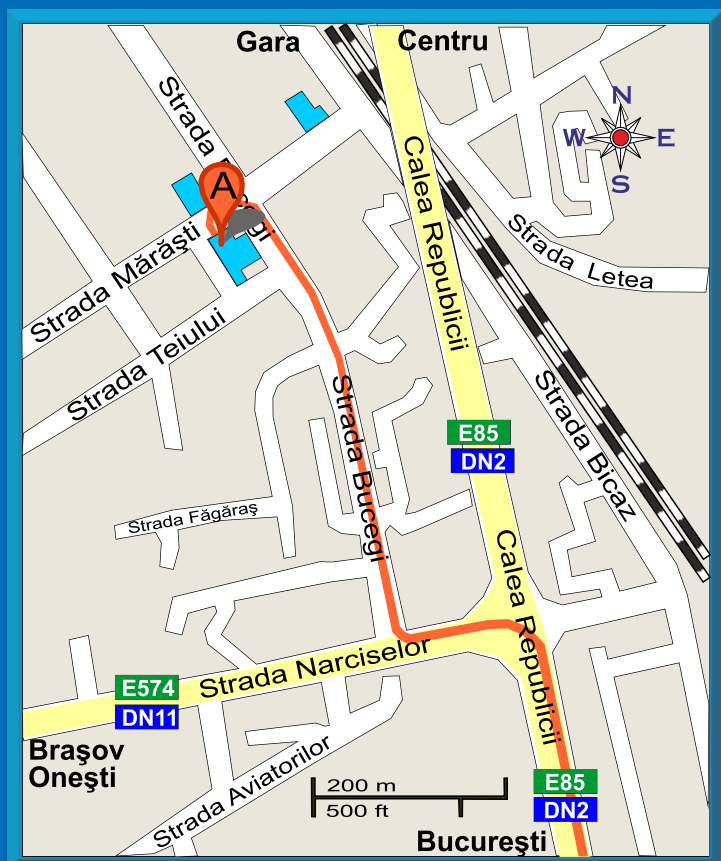 Gara
Centru
N
W E
S
Strada Bucegi
A
Calea Republicii
Strada Letea
Strada Mărăşti
Strada Teiului
Strada Bucegi
Strada Bicaz
E85
DN2
Strada Făgăraş
Calea Republicii
Strada Narciselor
E574
DN11
Braşov
Oneşti
Strada Aviatorilor
200 m
500 ft
E85
DN2
Bucureşti